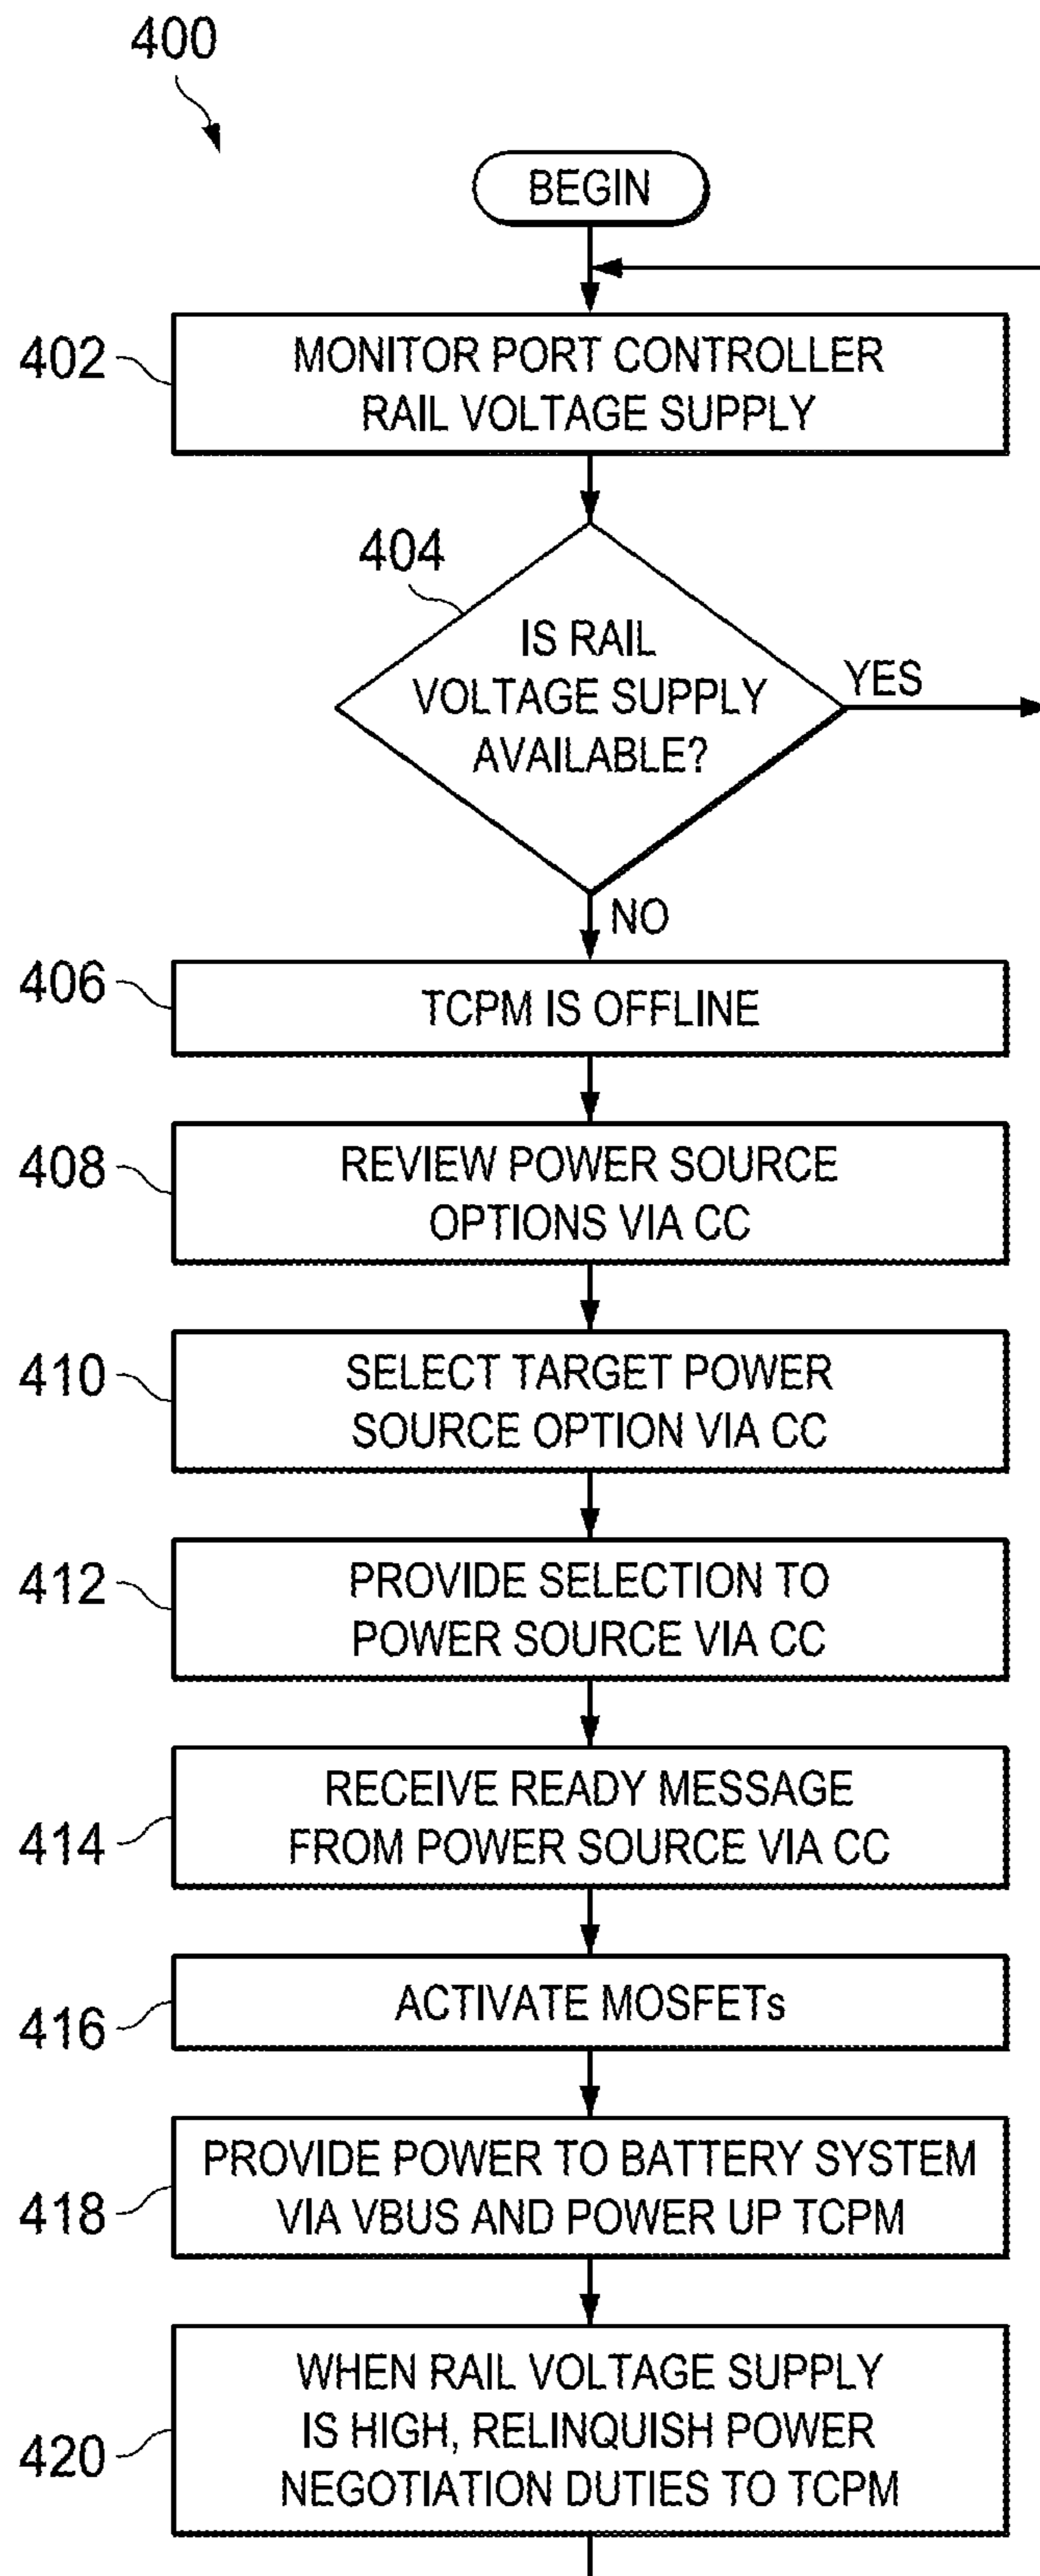 400
BEGIN
402
MONITOR PORT CONTROLLER
RAIL VOLTAGE SUPPLY
404
IS RAIL
VOLTAGE SUPPLY
AVAILABLE?
YES
NO
406
TCPM IS OFFLINE
408
REVIEW POWER SOURCE
OPTIONS VIA CC
410
SELECT TARGET POWER
SOURCE OPTION VIA CC
412
PROVIDE SELECTION TO
POWER SOURCE VIA CC
414
RECEIVE READY MESSAGE
FROM POWER SOURCE VIA CC
416
ACTIVATE MOSFETs
418
PROVIDE POWER TO BATTERY SYSTEM
VIA VBUS AND POWER UP TCPM
420
WHEN RAIL VOLTAGE SUPPLY
IS HIGH, RELINQUISH POWER
NEGOTIATION DUTIES TO TCPM